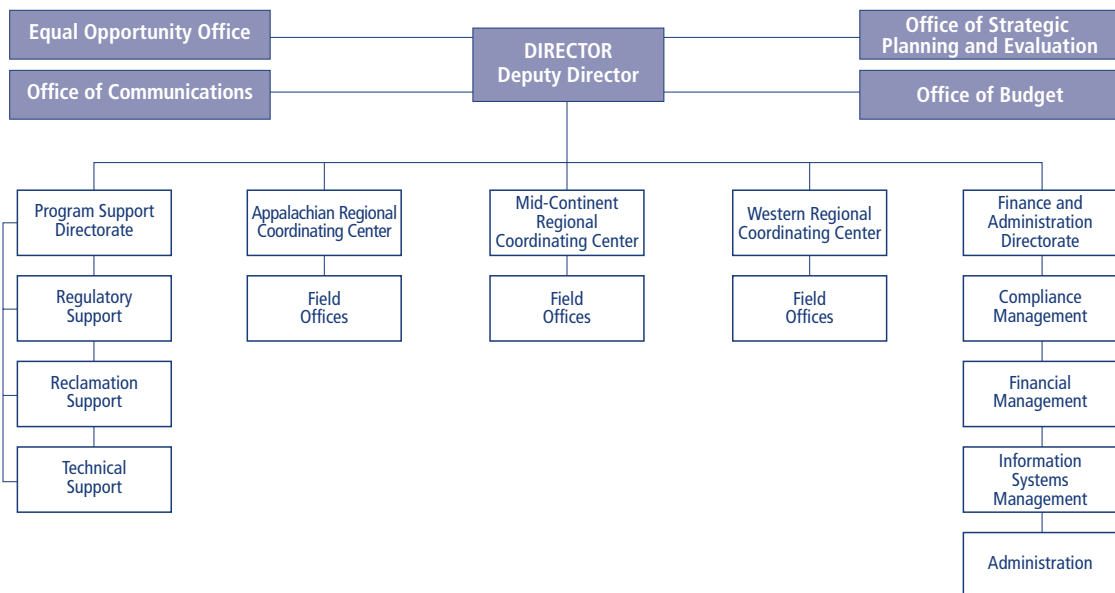 Equal Opportunity Office
Office of Communications
DIRECTOR
Deputy Director
Office of Strategic
Planning and Evaluation
Office of Budget
Program Support
Directorate
Regulatory
Support
Reclamation
Support
Technical
Support
Appalachian Regional
Coordinating Center
Field
Offices
Mid-Continent
Regional
Coordinating Center
Field
Offices
Western Regional
Coordinating Center
Field
Offices
Finance and
Administration
Directorate
Compliance
Management
Financial
Management
Information
Systems
Management
Administration